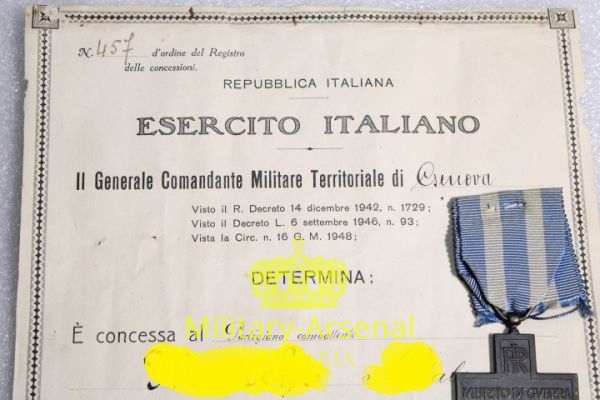 N. 457 d'ordine del Registro
delle concessioni.
REPUBBLICA ITALIANA
ESERCITO ITALIANO
Il Generale Comandante Militare Territoriale di Genova
Visto il R. Decreto 14 dicembre 1942, n. 1729;
Visto il Decreto L. 6 settembre 1946, n. 93;
Vista la Circ. n. 16 G. M. 1948;
DETERMINA:
Military-Arsenal
È concessa al Partigiano combattente
MERITO DI GUERRA